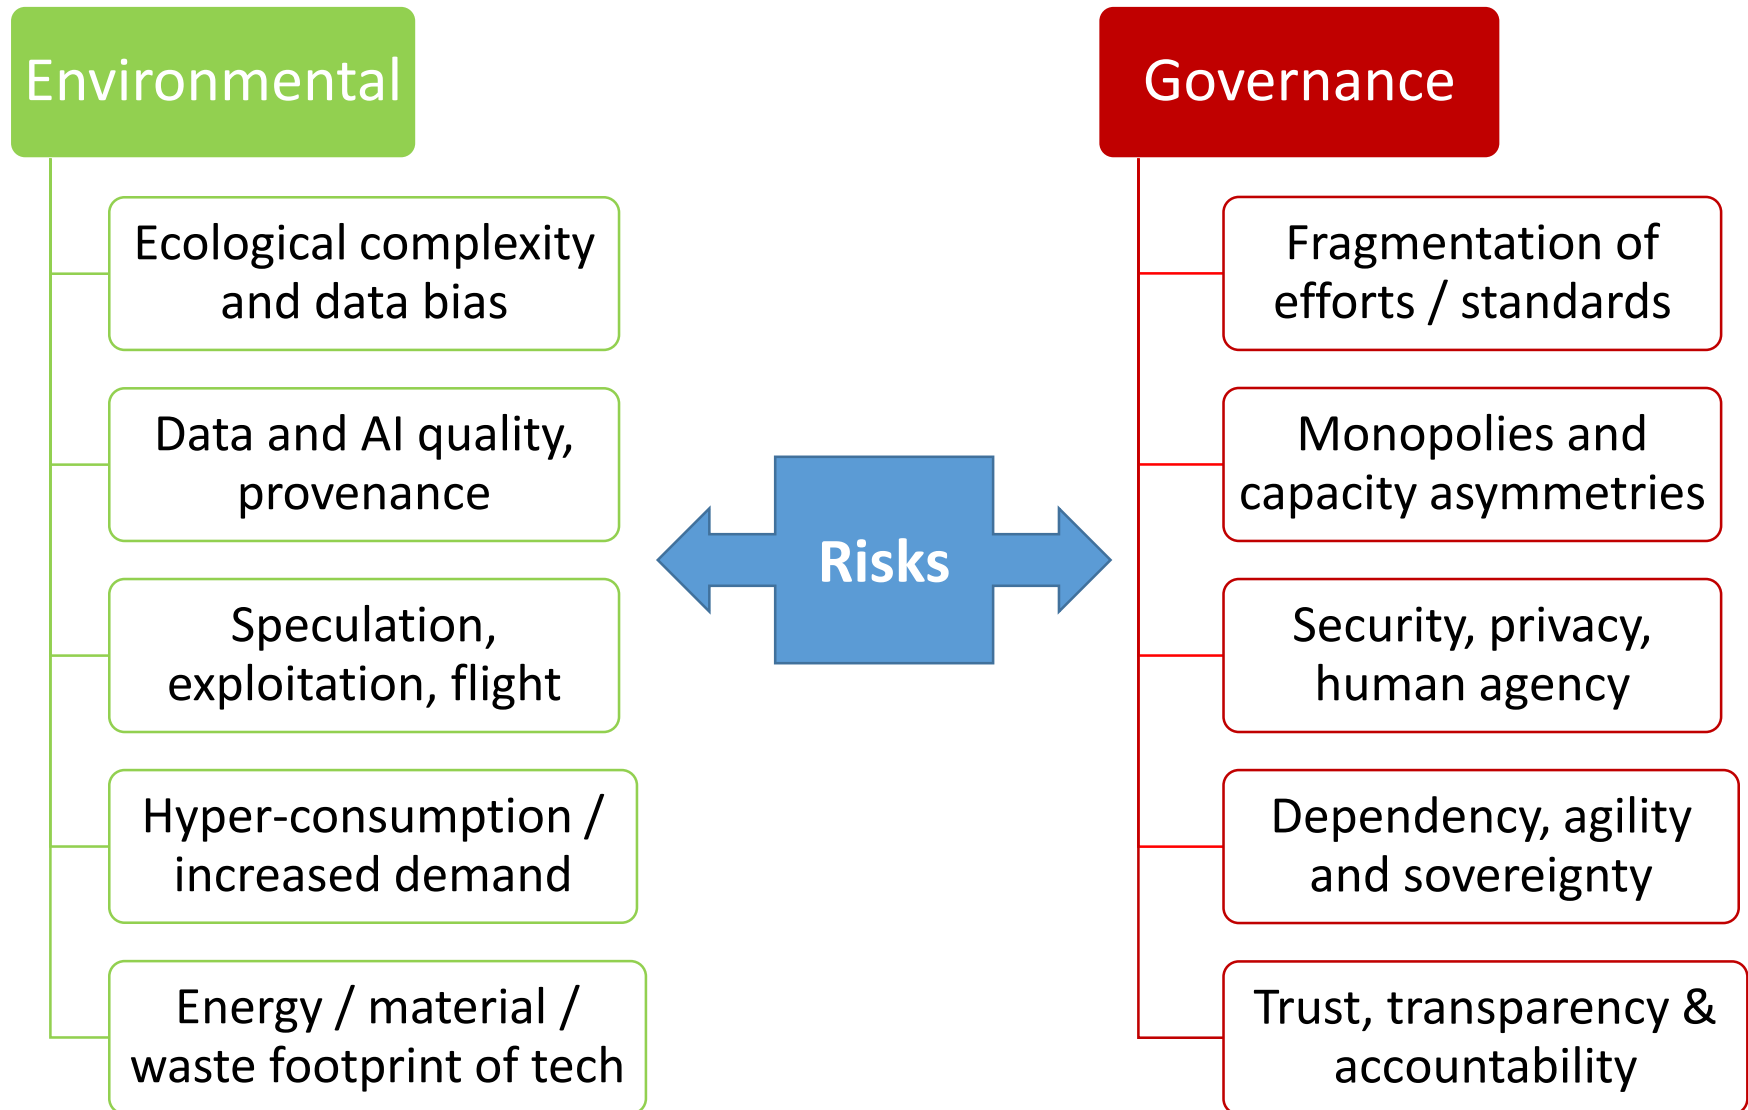 Environmental
Ecological complexity
and data bias
Data and AI quality,
provenance
Speculation,
exploitation, flight
Hyper-consumption /
increased demand
Energy / material /
waste footprint of tech
Risks
Governance
Fragmentation of
efforts / standards
Monopolies and
capacity asymmetries
Security, privacy,
human agency
Dependency, agility
and sovereignty
Trust, transparency &
accountability